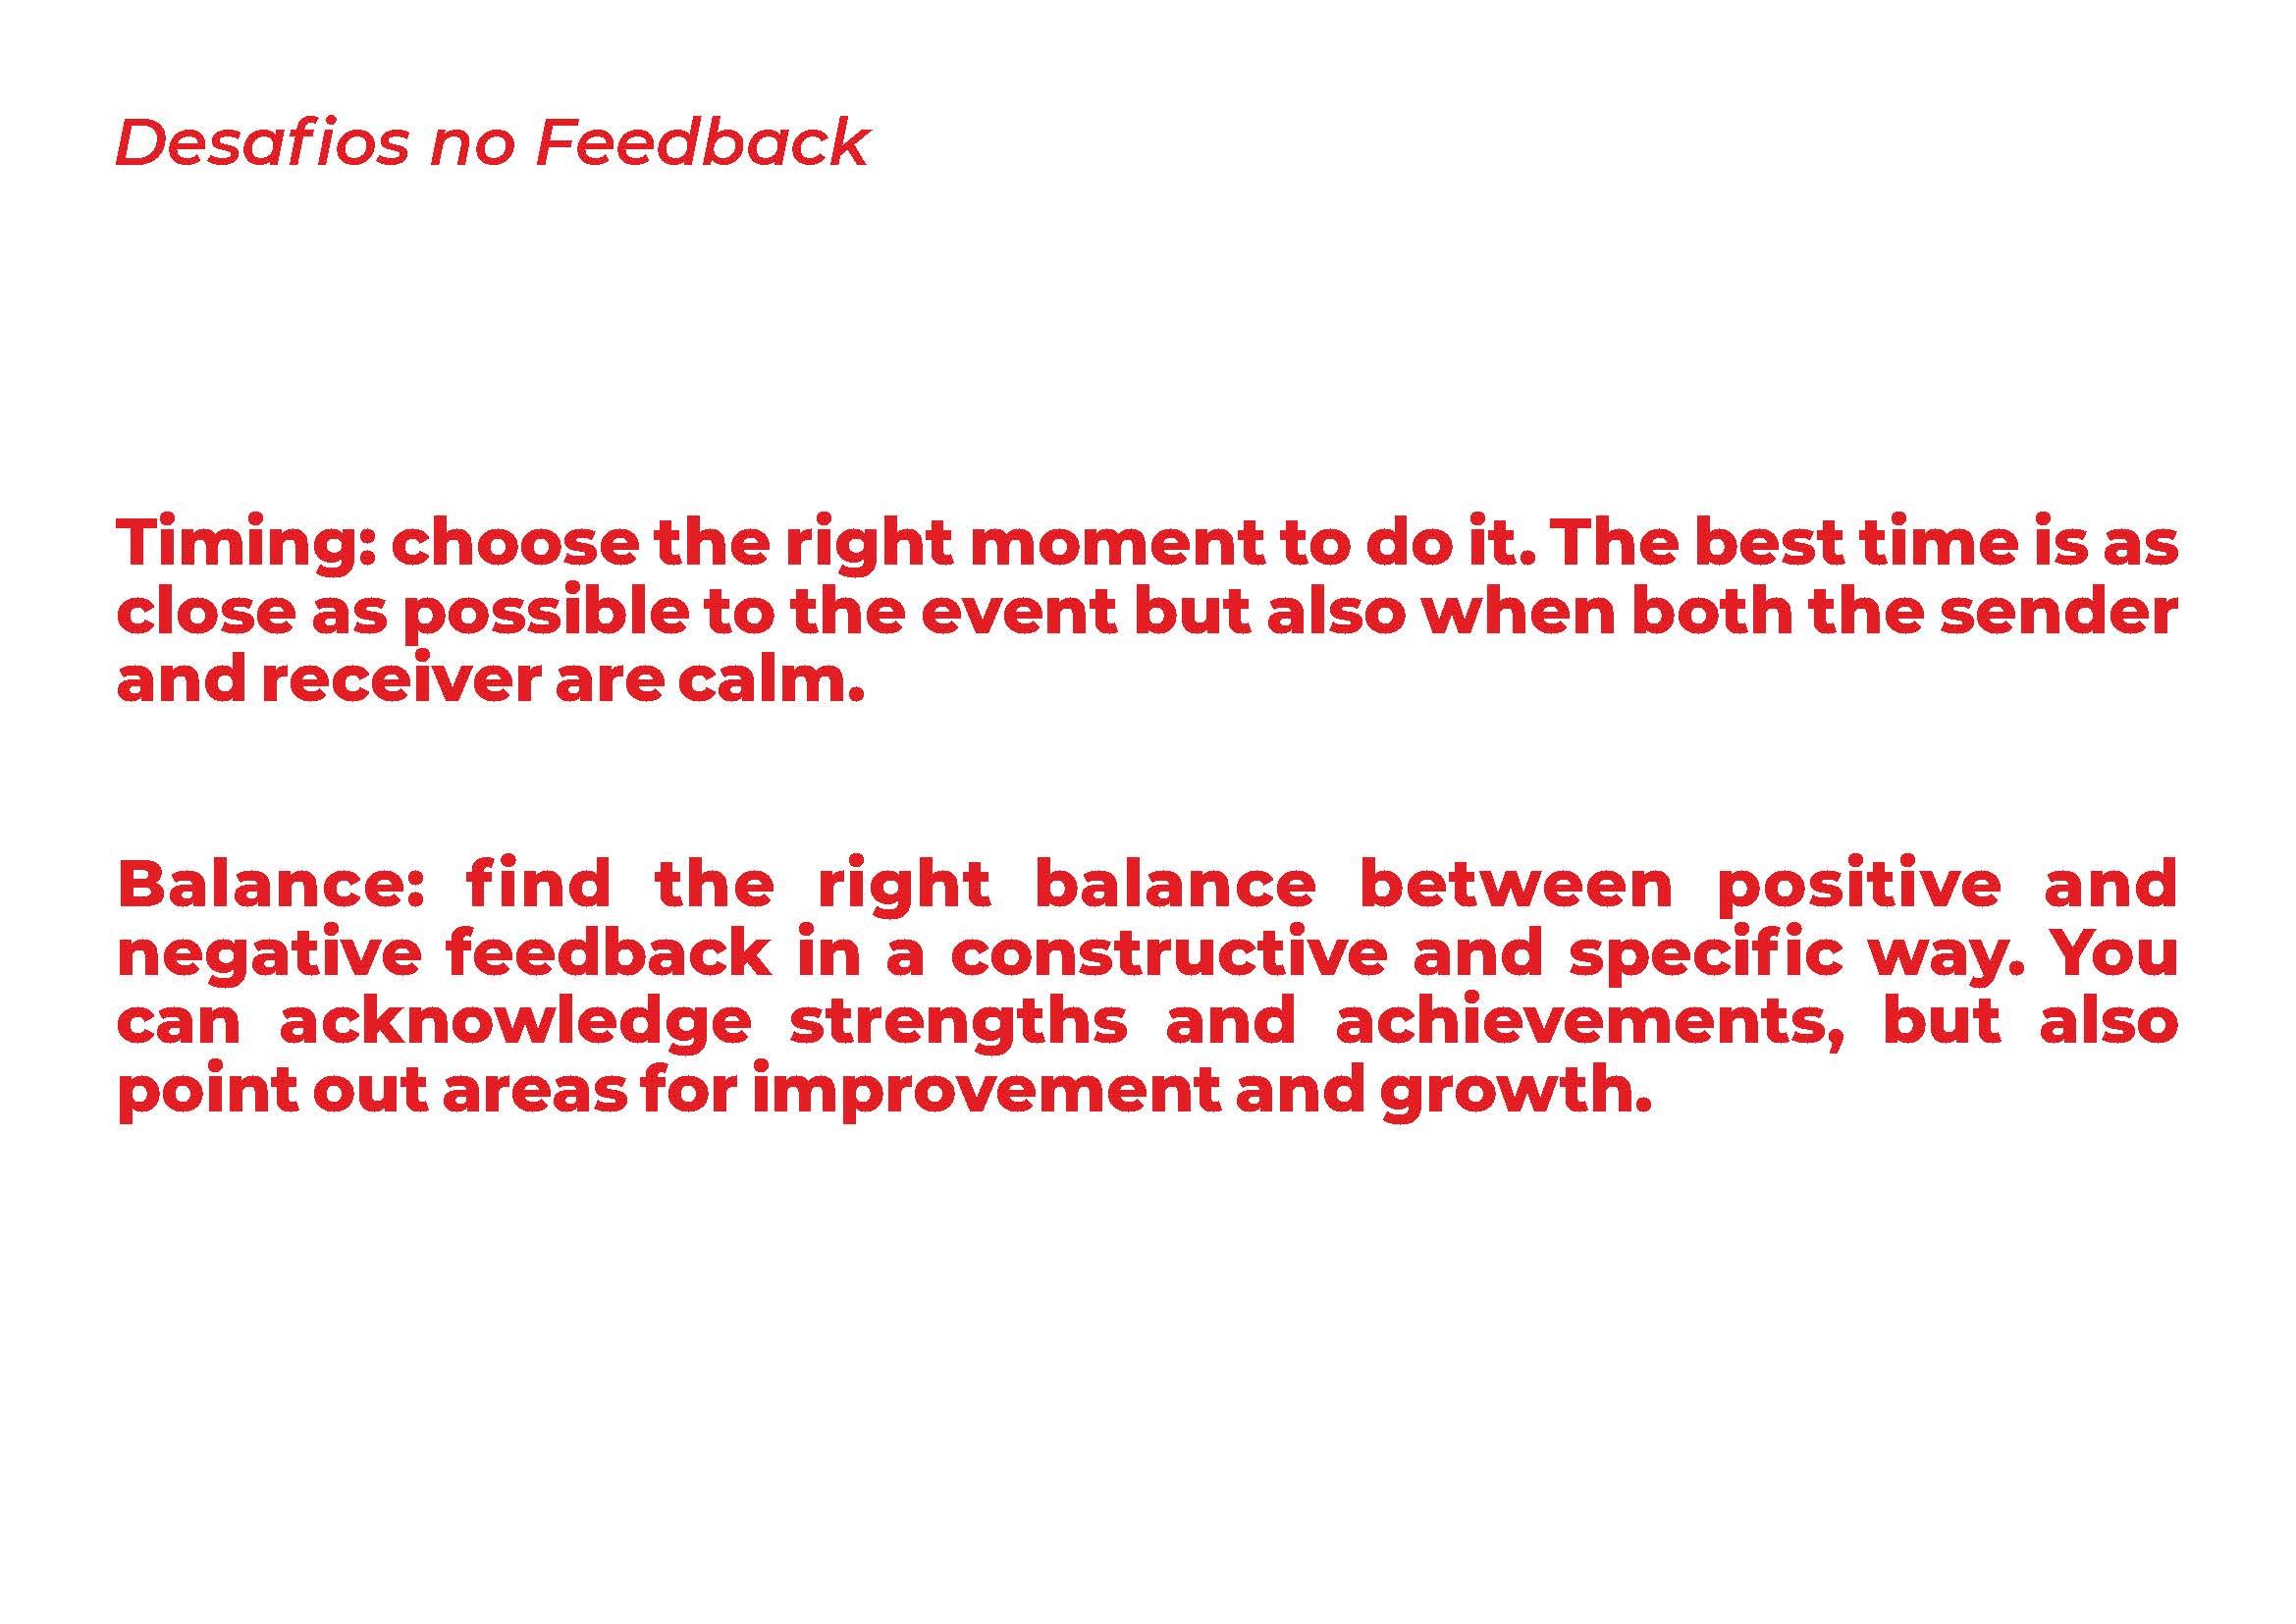 Desafios no Feedback
Timing: choose the right moment to do it. The best time is as
close as possible to the event but also when both the sender
and receiver are calm.
Balance: find the right balance between positive and
negative feedback in a constructive and specific way. You
can acknowledge strengths and achievements, but also
point out areas for improvement and growth.